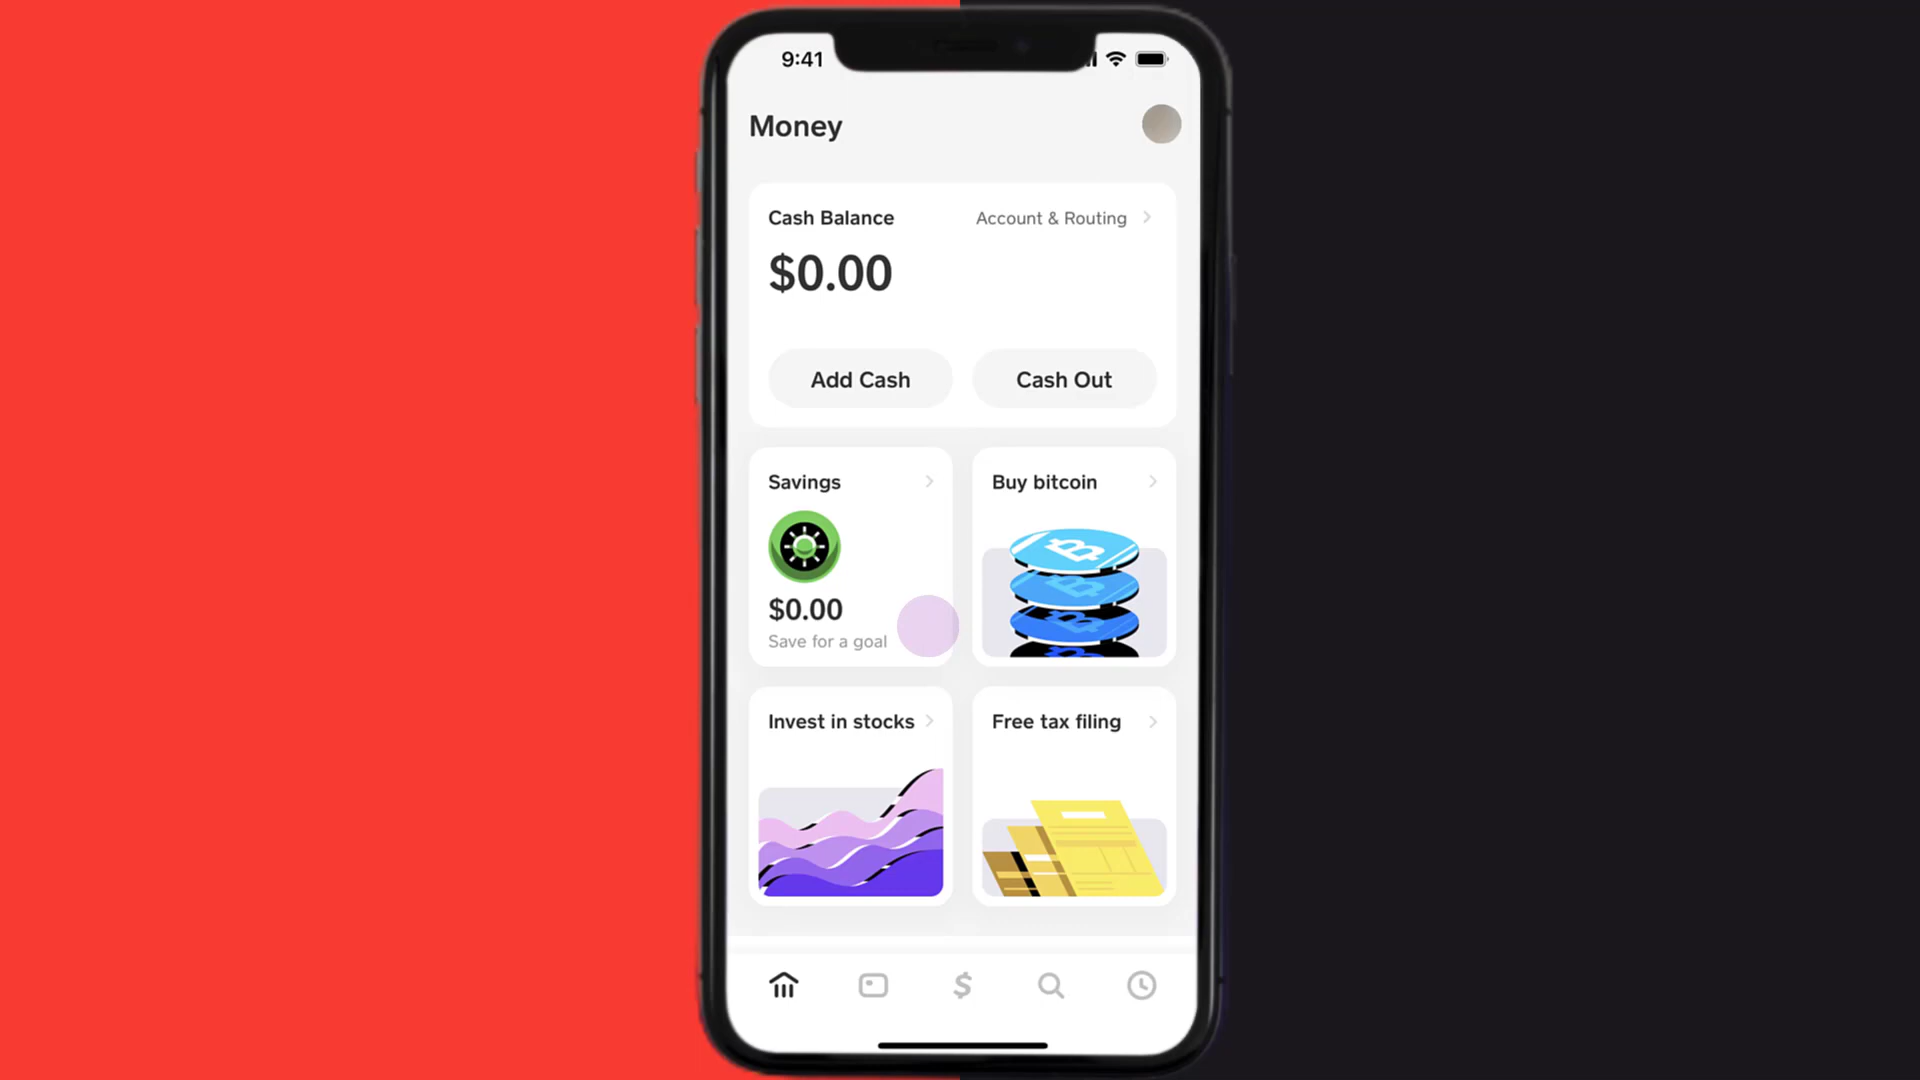 9:41
Money
Cash Balance
Account & Routing
$0.00
Add Cash
Cash Out
Savings
Buy bitcoin
$0.00
Save for a goal
Invest in stocks
Free tax filing